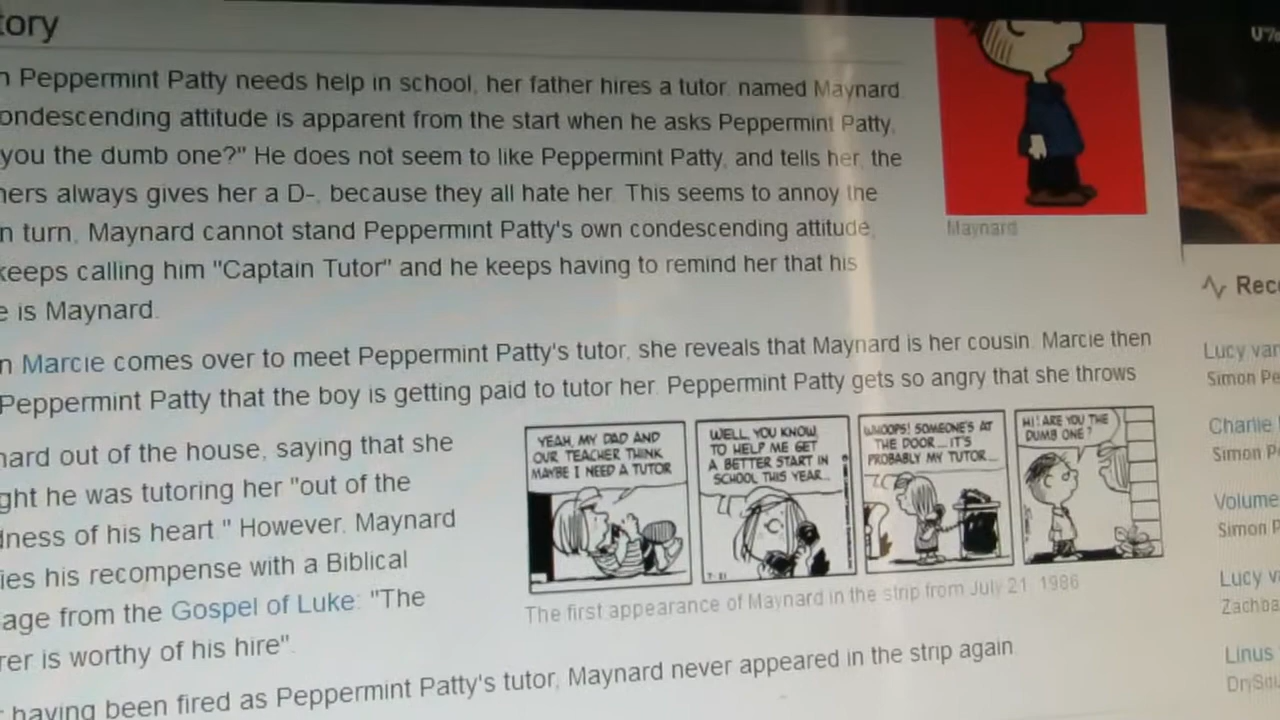 tory
n Peppermint Patty needs help in school, her father hires a tutor, named Maynard.
ondescending attitude is apparent from the start when he asks Peppermint Patty,
you the dumb one?" He does not seem to like Peppermint Patty, and tells her, the
hers always gives her a D-, because they all hate her. This seems to annoy the
n turn, Maynard cannot stand Peppermint Patty's own condescending attitude,
keeps calling him "Captain Tutor" and he keeps having to remind her that his
e is Maynard.
Maynard
n Marcie comes over to meet Peppermint Patty's tutor, she reveals that Maynard is her cousin. Marcie then
Peppermint Patty that the boy is getting paid to tutor her. Peppermint Patty gets so angry that she throws
nard out of the house, saying that she
ght he was tutoring her "out of the
dness of his heart." However, Maynard
ies his recompense with a Biblical
age from the Gospel of Luke: "The
rer is worthy of his hire".
YEAH, MY DAD AND
OUR TEACHER THINK
MAYBE I NEED A TUTOR
WELL, YOU KNOW,
TO HELP ME GET
A BETTER START IN
SCHOOL THIS YEAR...
7-21
WHOOPS! SOMEONE'S AT
THE DOOR... IT'S
PROBABLY MY TUTOR...
HI! ARE YOU THE
DUMB ONE?
The first appearance of Maynard in the strip from July 21, 1986
having been fired as Peppermint Patty's tutor, Maynard never appeared in the strip again.
0%
Rec
Lucy van
Simon Pe
Charlie
Simon P
Volume
Simon P
Lucy v
Zachba
Linus
DrySou